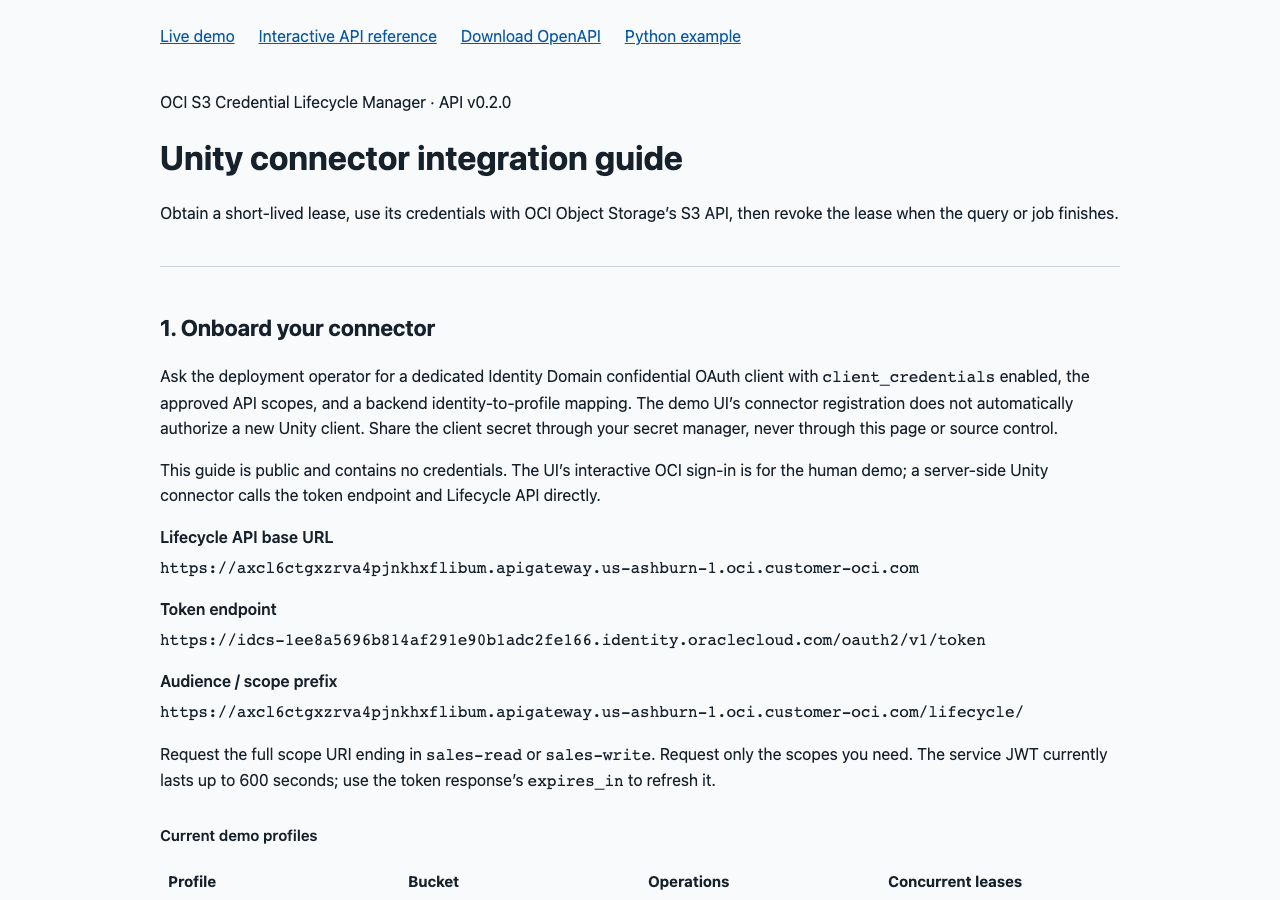 Live demo Interactive API reference Download OpenAPI Python example
OCI S3 Credential Lifecycle Manager · API v0.2.0
Unity connector integration guide
Obtain a short-lived lease, use its credentials with OCI Object Storage’s S3 API, then revoke the lease when the query or job finishes.
1. Onboard your connector
Ask the deployment operator for a dedicated Identity Domain confidential OAuth client with client_credentials enabled, the
approved API scopes, and a backend identity-to-profile mapping. The demo UI’s connector registration does not automatically
authorize a new Unity client. Share the client secret through your secret manager, never through this page or source control.
This guide is public and contains no credentials. The UI’s interactive OCI sign-in is for the human demo; a server-side Unity
connector calls the token endpoint and Lifecycle API directly.
Lifecycle API base URL
https://axcl6ctgxzrva4pjnkhxflibum.apigateway.us-ashburn-1.oci.customer-oci.com
Token endpoint
https://idcs-1ee8a5696b814af291e90b1adc2fe166.identity.oraclecloud.com/oauth2/v1/token
Audience / scope prefix
https://axcl6ctgxzrva4pjnkhxflibum.apigateway.us-ashburn-1.oci.customer-oci.com/lifecycle/
Request the full scope URI ending in sales-read or sales-write. Request only the scopes you need. The service JWT currently
lasts up to 600 seconds; use the token response’s expires_in to refresh it.
Current demo profiles
Profile Bucket Operations Concurrent leases